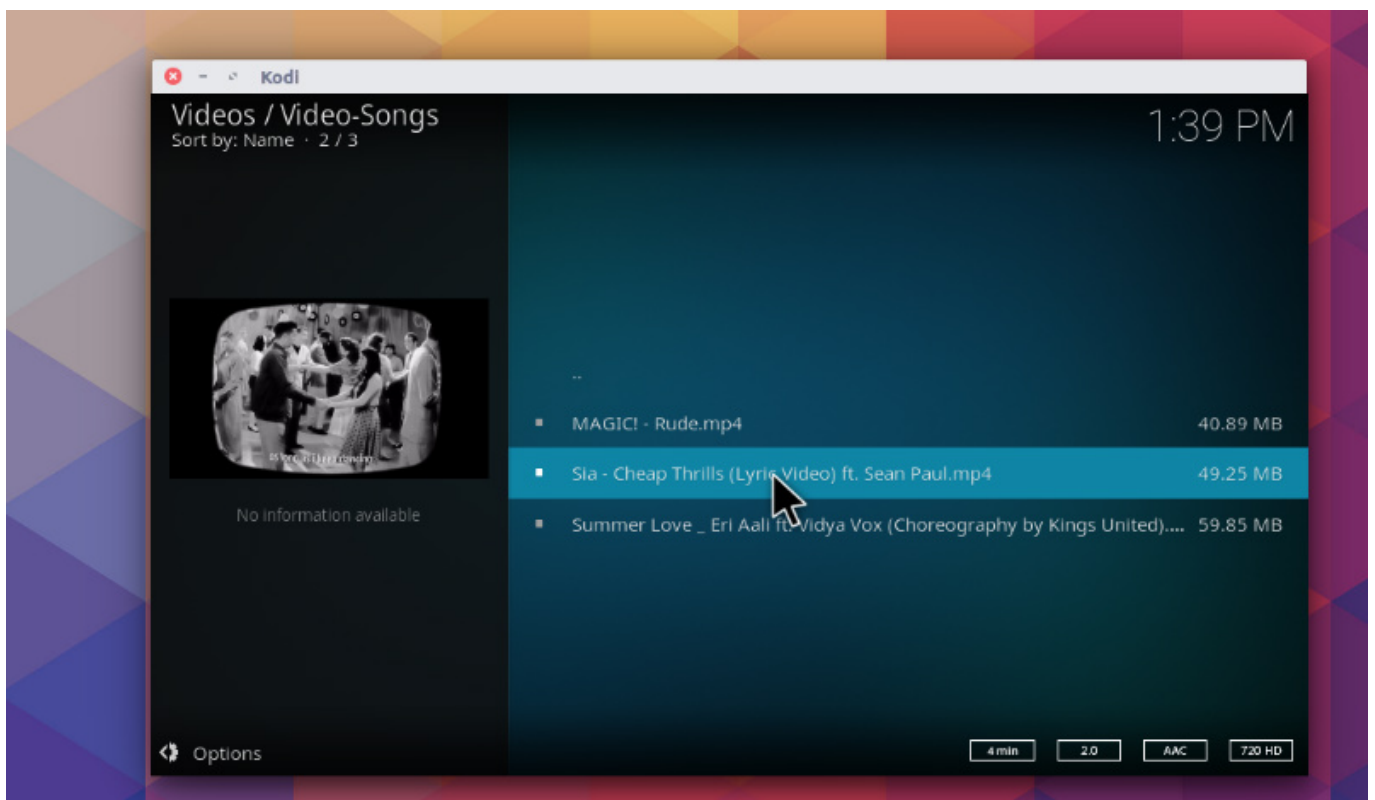 Kodi
Videos / Video-Songs
Sort by: Name · 2 / 3
1:39 PM
..
MAGIC! - Rude.mp4 40.89 MB
Sia - Cheap Thrills (Lyric Video) ft. Sean Paul.mp4 49.25 MB
Summer Love _ Eri Aali ft. Vidya Vox (Choreography by Kings United).... 59.85 MB
No information available
Options
4 min 2.0 AAC 720 HD